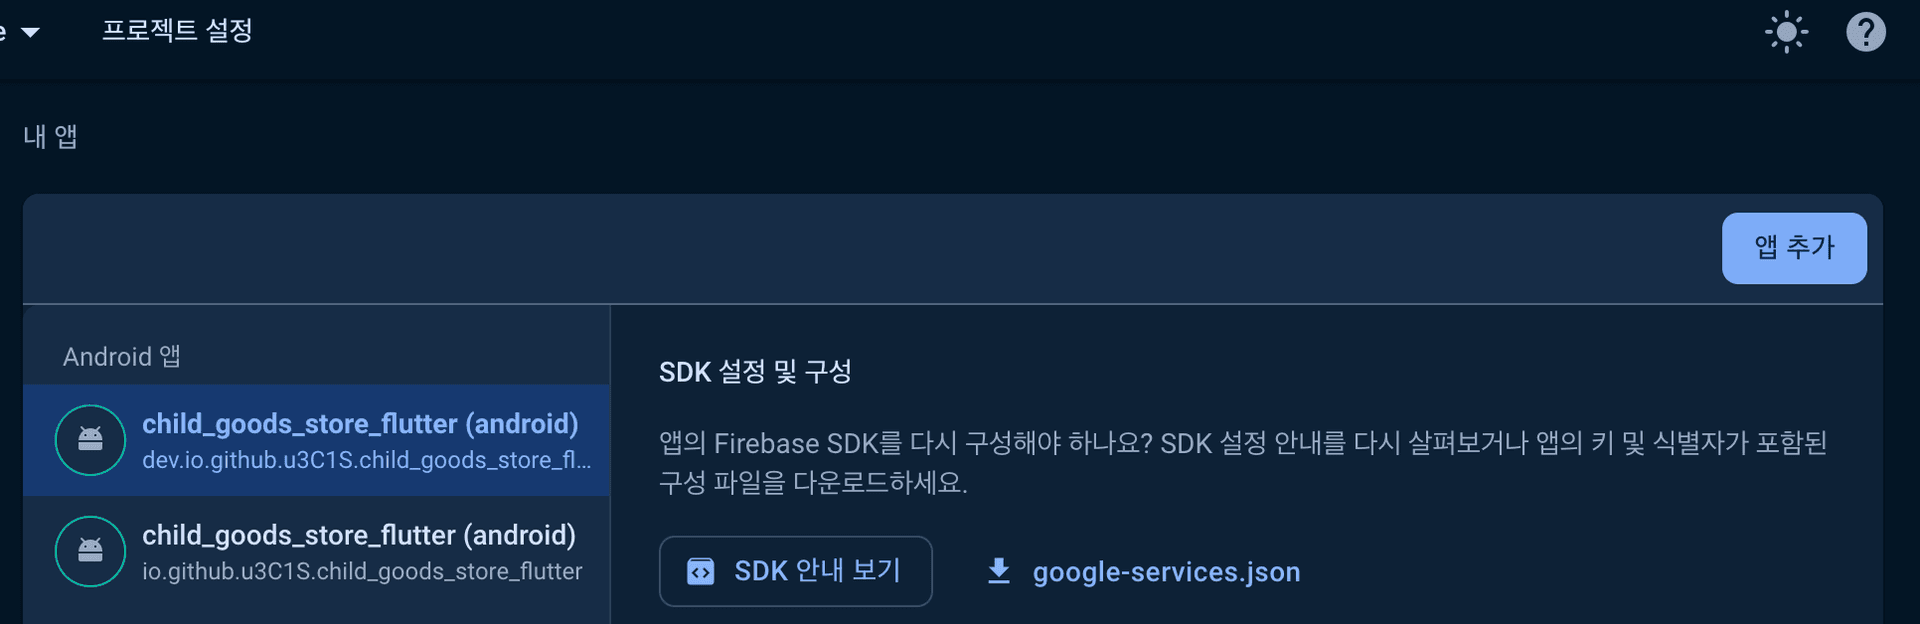 e
프로젝트 설정
내 앱
앱 추가
Android 앱
child_goods_store_flutter (android)
dev.io.github.u3C1S.child_goods_store_fl...
child_goods_store_flutter (android)
io.github.u3C1S.child_goods_store_flutter
SDK 설정 및 구성
앱의 Firebase SDK를 다시 구성해야 하나요? SDK 설정 안내를 다시 살펴보거나 앱의 키 및 식별자가 포함된
구성 파일을 다운로드하세요.
SDK 안내 보기
google-services.json